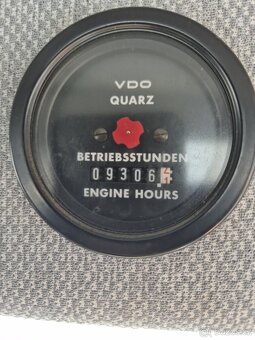 VDO
QUARZ
BETRIEBSSTUNDEN
09306
ENGINE HOURS